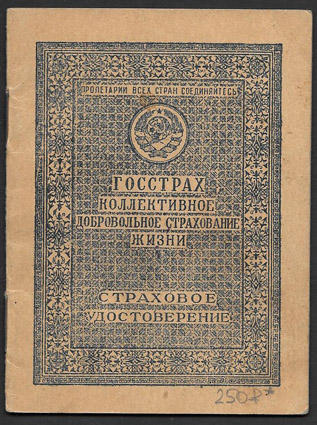 ПРОЛЕТАРИИ ВСЕХ СТРАН СОЕДИНЯЙТЕСЬ
ГОССТРАХ
КОЛЛЕКТИВНОЕ
ДОБРОВОЛЬНОЕ СТРАХОВАНИЕ
ЖИЗНИ
СТРАХОВОЕ
УДОСТОВЕРЕНИЕ
250